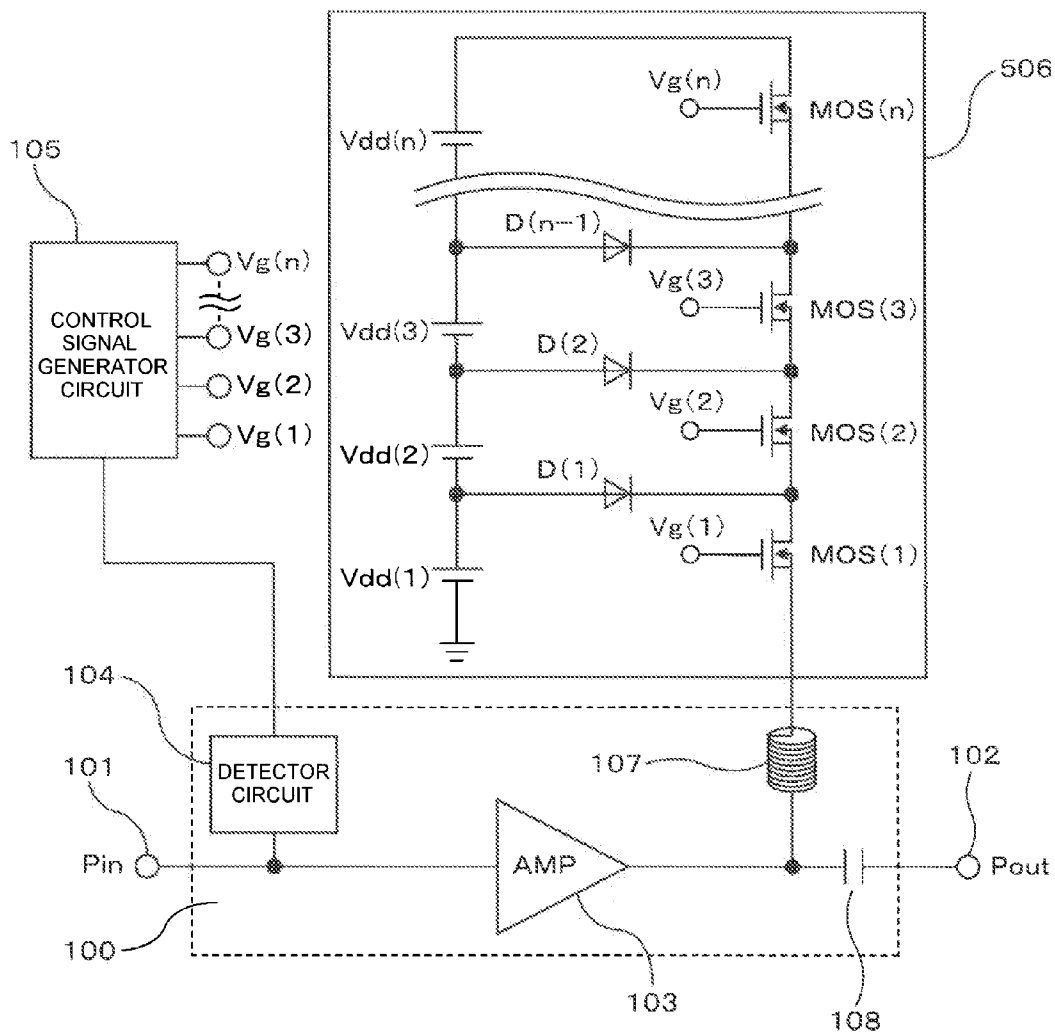 506
Vg(n)
MOS(n)
Vdd(n)
105
D(n-1)
Vg(n)
Vg(3)
MOS(3)
CONTROL
SIGNAL
GENERATOR
CIRCUIT
Vg(3)
Vdd(3)
D(2)
Vg(2)
Vg(2)
MOS(2)
Vg(1)
Vdd(2)
D(1)
Vg(1)
MOS(1)
Vdd(1)
104
107
102
101
DETECTOR
CIRCUIT
Pin
AMP
Pout
100
103
108